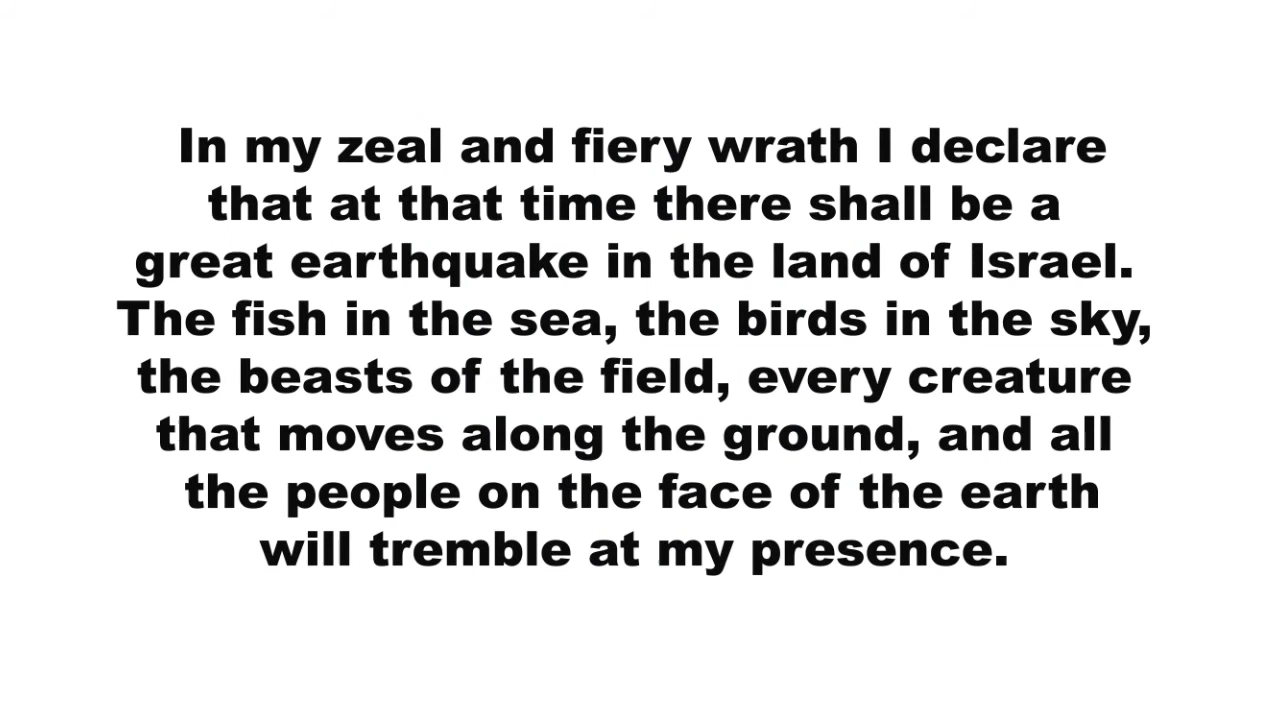 In my zeal and fiery wrath I declare
that at that time there shall be a
great earthquake in the land of Israel.
The fish in the sea, the birds in the sky,
the beasts of the field, every creature
that moves along the ground, and all
the people on the face of the earth
will tremble at my presence.